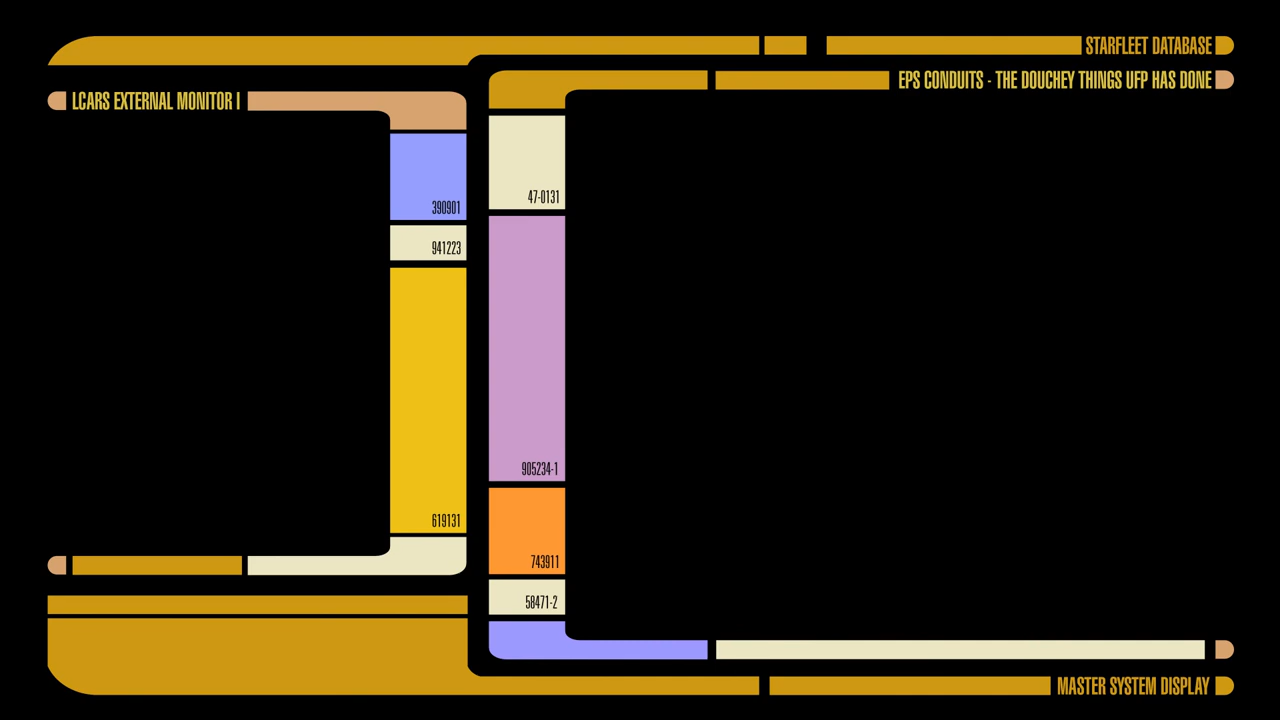 STARFLEET DATABASE
EPS CONDUITS - THE DOUCHEY THINGS UFP HAS DONE
LCARS EXTERNAL MONITOR I
390901
941223
619131
47-0131
905234-1
743911
58471-2
MASTER SYSTEM DISPLAY